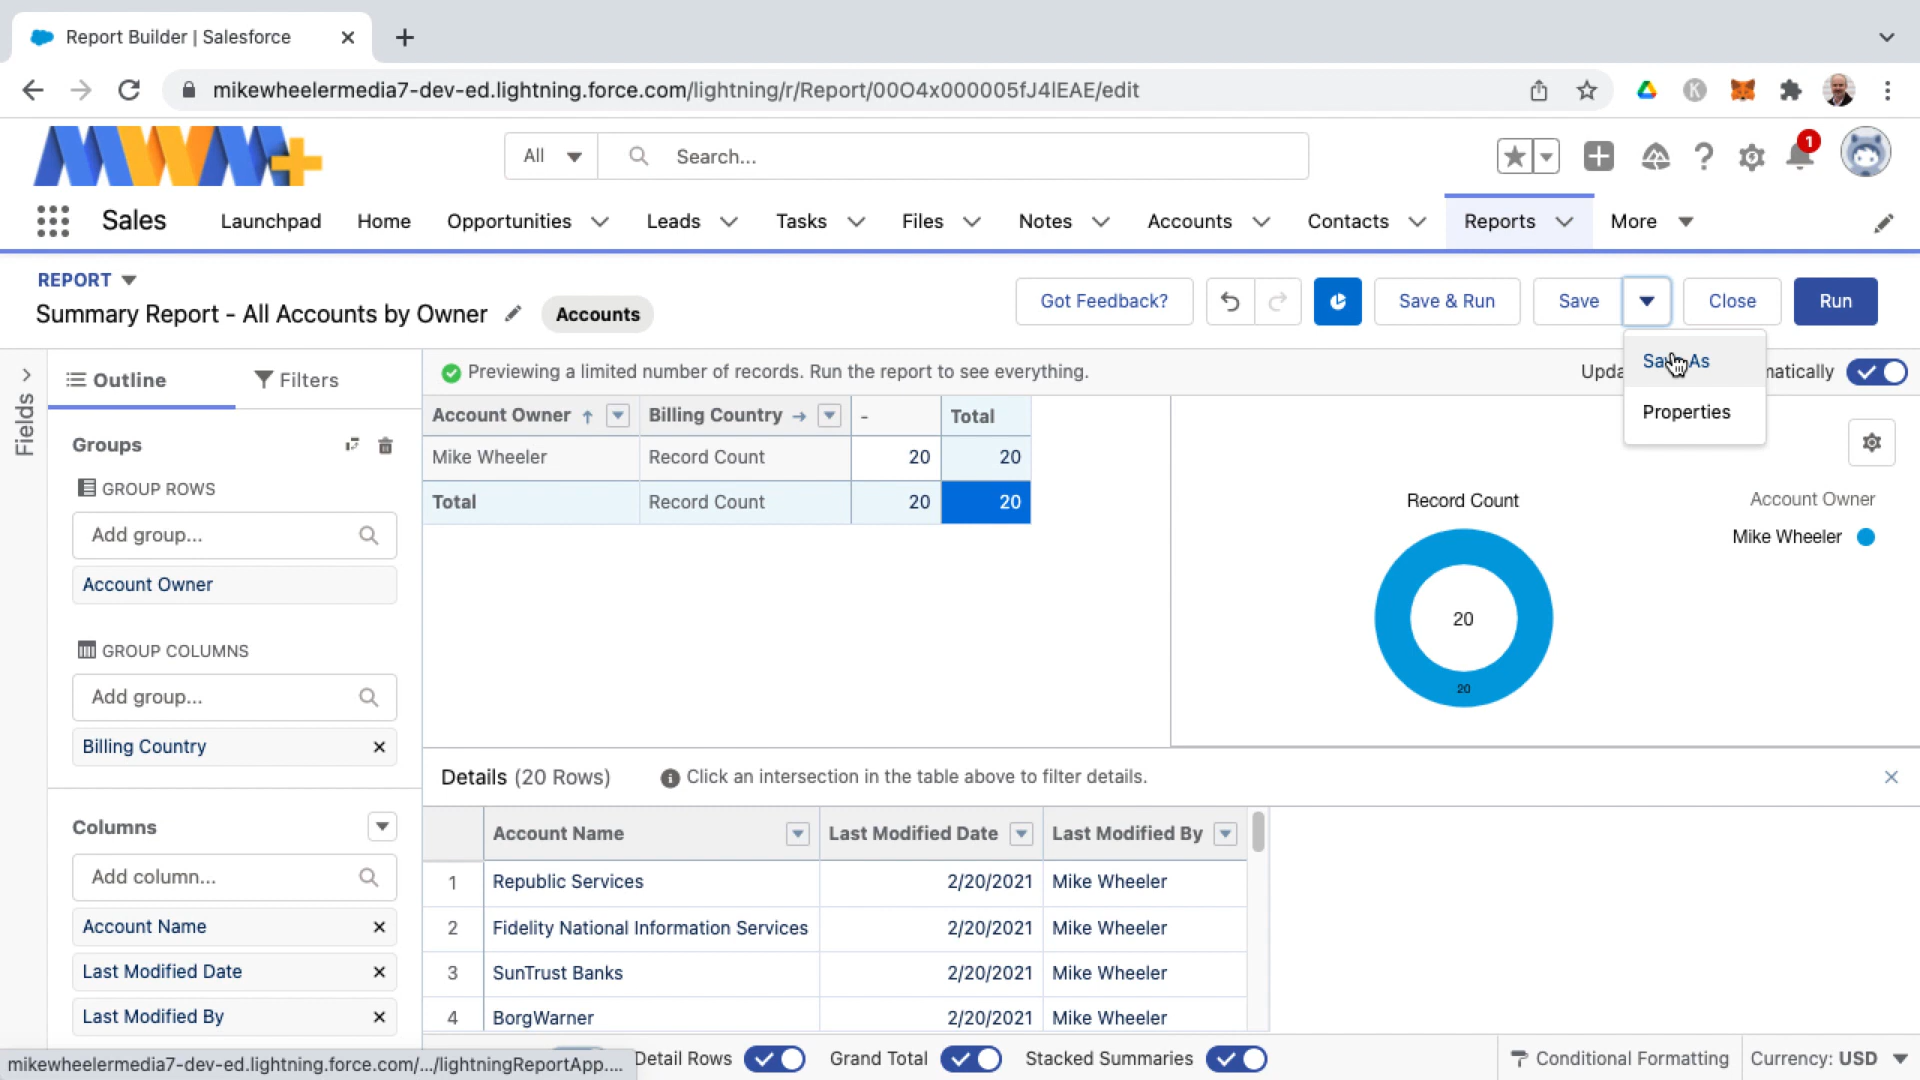 Report Builder | Salesforce
mikewheelermedia7-dev-ed.lightning.force.com/lightning/r/Report/00O4x000005fJ4lEAE/edit
MWM+
All
Search...
1
Sales
Launchpad
Home
Opportunities
Leads
Tasks
Files
Notes
Accounts
Contacts
Reports
More
REPORT
Summary Report - All Accounts by Owner
Accounts
Got Feedback?
Save & Run
Save
Close
Run
Save As
Properties
Fields
Outline
Filters
Previewing a limited number of records. Run the report to see everything.
Groups
GROUP ROWS
Add group...
Account Owner
GROUP COLUMNS
Add group...
Billing Country
Columns
Add column...
Account Name
Last Modified Date
Last Modified By
Account Owner Billing Country - Total
Mike Wheeler Record Count 20 20
Total Record Count 20 20
Record Count
Account Owner
Mike Wheeler
20
20
Details (20 Rows)
Click an intersection in the table above to filter details.
Account Name Last Modified Date Last Modified By
1 Republic Services 2/20/2021 Mike Wheeler
2 Fidelity National Information Services 2/20/2021 Mike Wheeler
3 SunTrust Banks 2/20/2021 Mike Wheeler
4 BorgWarner 2/20/2021 Mike Wheeler
mikewheelermedia7-dev-ed.lightning.force.com/.../lightningReportApp....
Detail Rows
Grand Total
Stacked Summaries
Conditional Formatting
Currency: USD